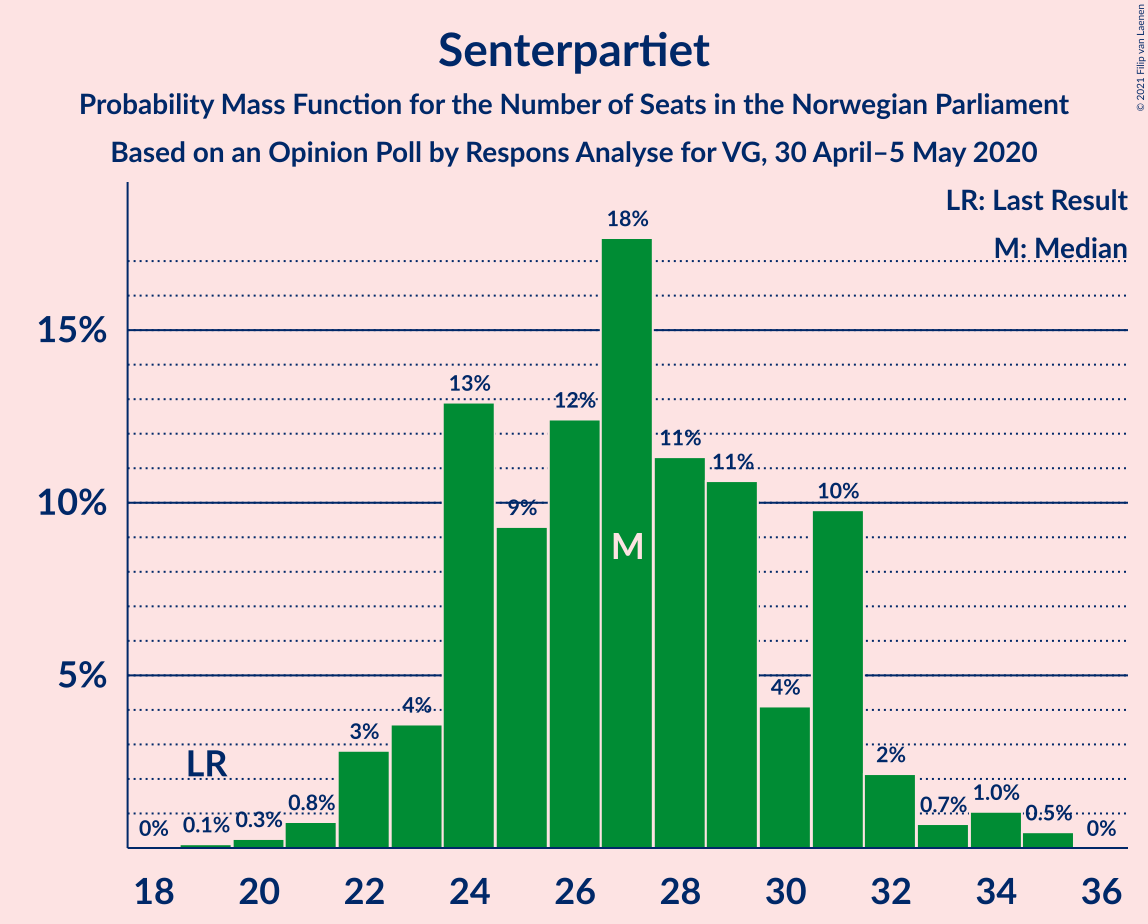 Senterpartiet
Probability Mass Function for the Number of Seats in the Norwegian Parliament
Based on an Opinion Poll by Respons Analyse for VG, 30 April–5 May 2020
© 2021 Filip van Laenen
LR: Last Result
M: Median
15%
10%
5%
0%
0.1%
0.3%
0.8%
3%
4%
13%
9%
12%
18%
11%
11%
4%
10%
2%
0.7%
1.0%
0.5%
0%
LR
M
18 20 22 24 26 28 30 32 34 36